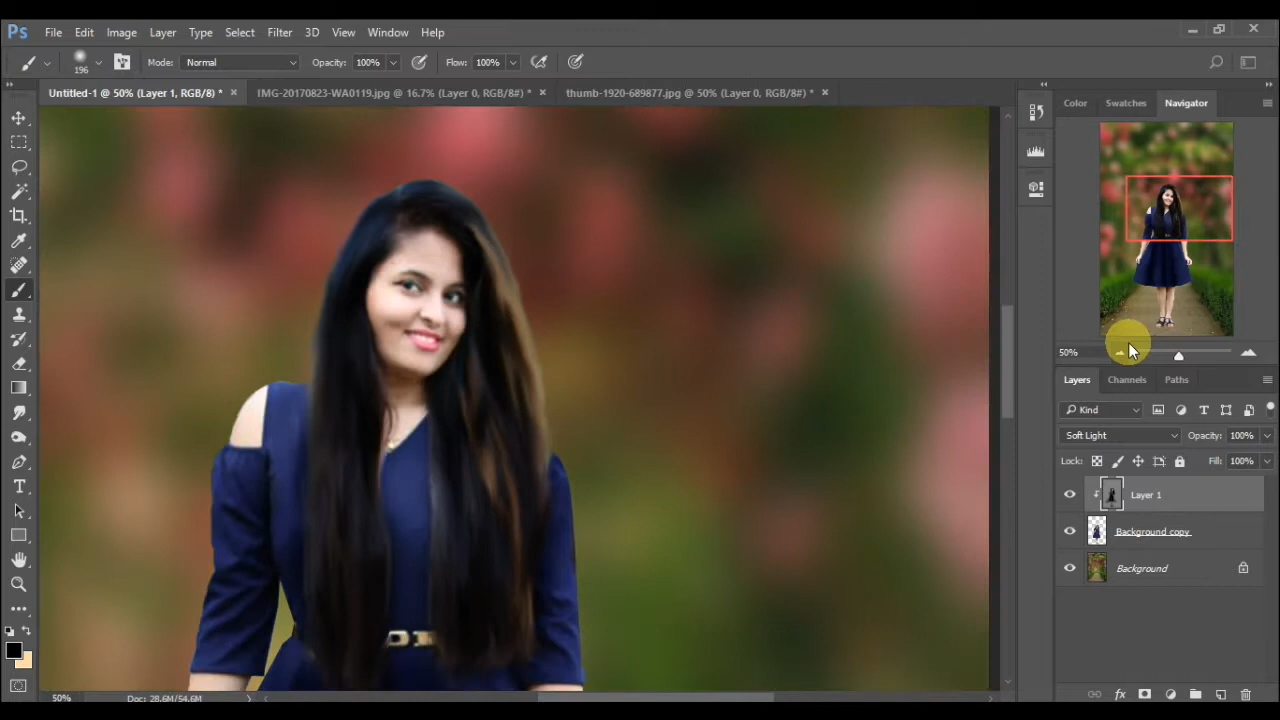 Ps File Edit Image Layer Type Select Filter 3D View Window Help
196 Mode: Normal Opacity: 100% Flow: 100%
Untitled-1 @ 50% (Layer 1, RGB/8) * × IMG-20170823-WA0119.jpg @ 16.7% (Layer 0, RGB/8#) * × thumb-1920-689877.jpg @ 50% (Layer 0, RGB/8#) * ×
Color Swatches Navigator
50%
Layers Channels Paths
Kind
Soft Light Opacity: 100%
Lock: Fill: 100%
Layer 1
Background copy
Background
50% Doc: 28.6M/54.6M
fx